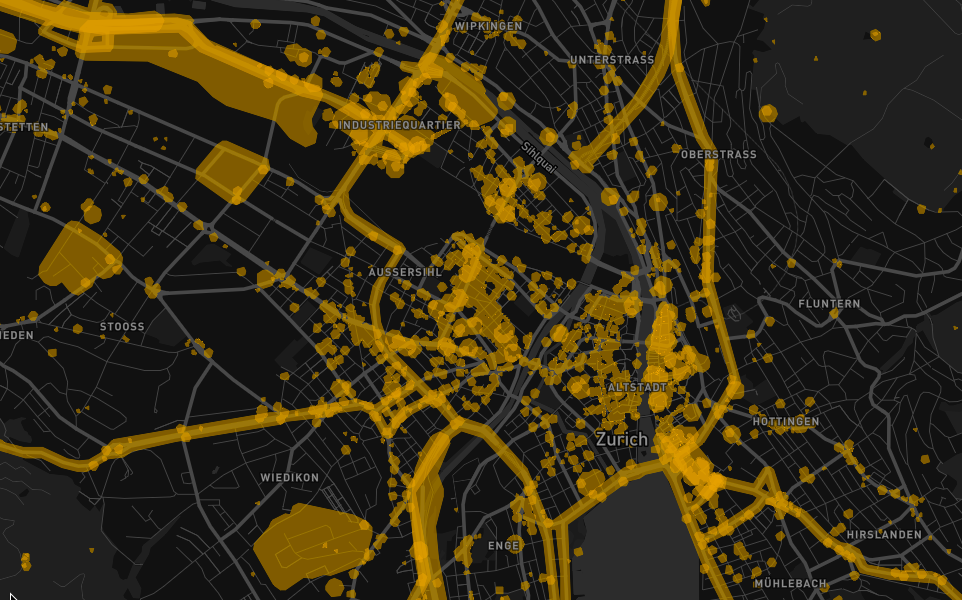 WIPKINGEN
UNTERSTRASS
STETTEN
INDUSTRIEQUARTIER
Sihlquai
OBERSTRASS
AUSSERSIHL
FLUNTERN
STOOSS
IEDEN
ALTSTADT
HOTTINGEN
Zurich
WIEDIKON
ENGE
HIRSLANDEN
MÜHLEBACH